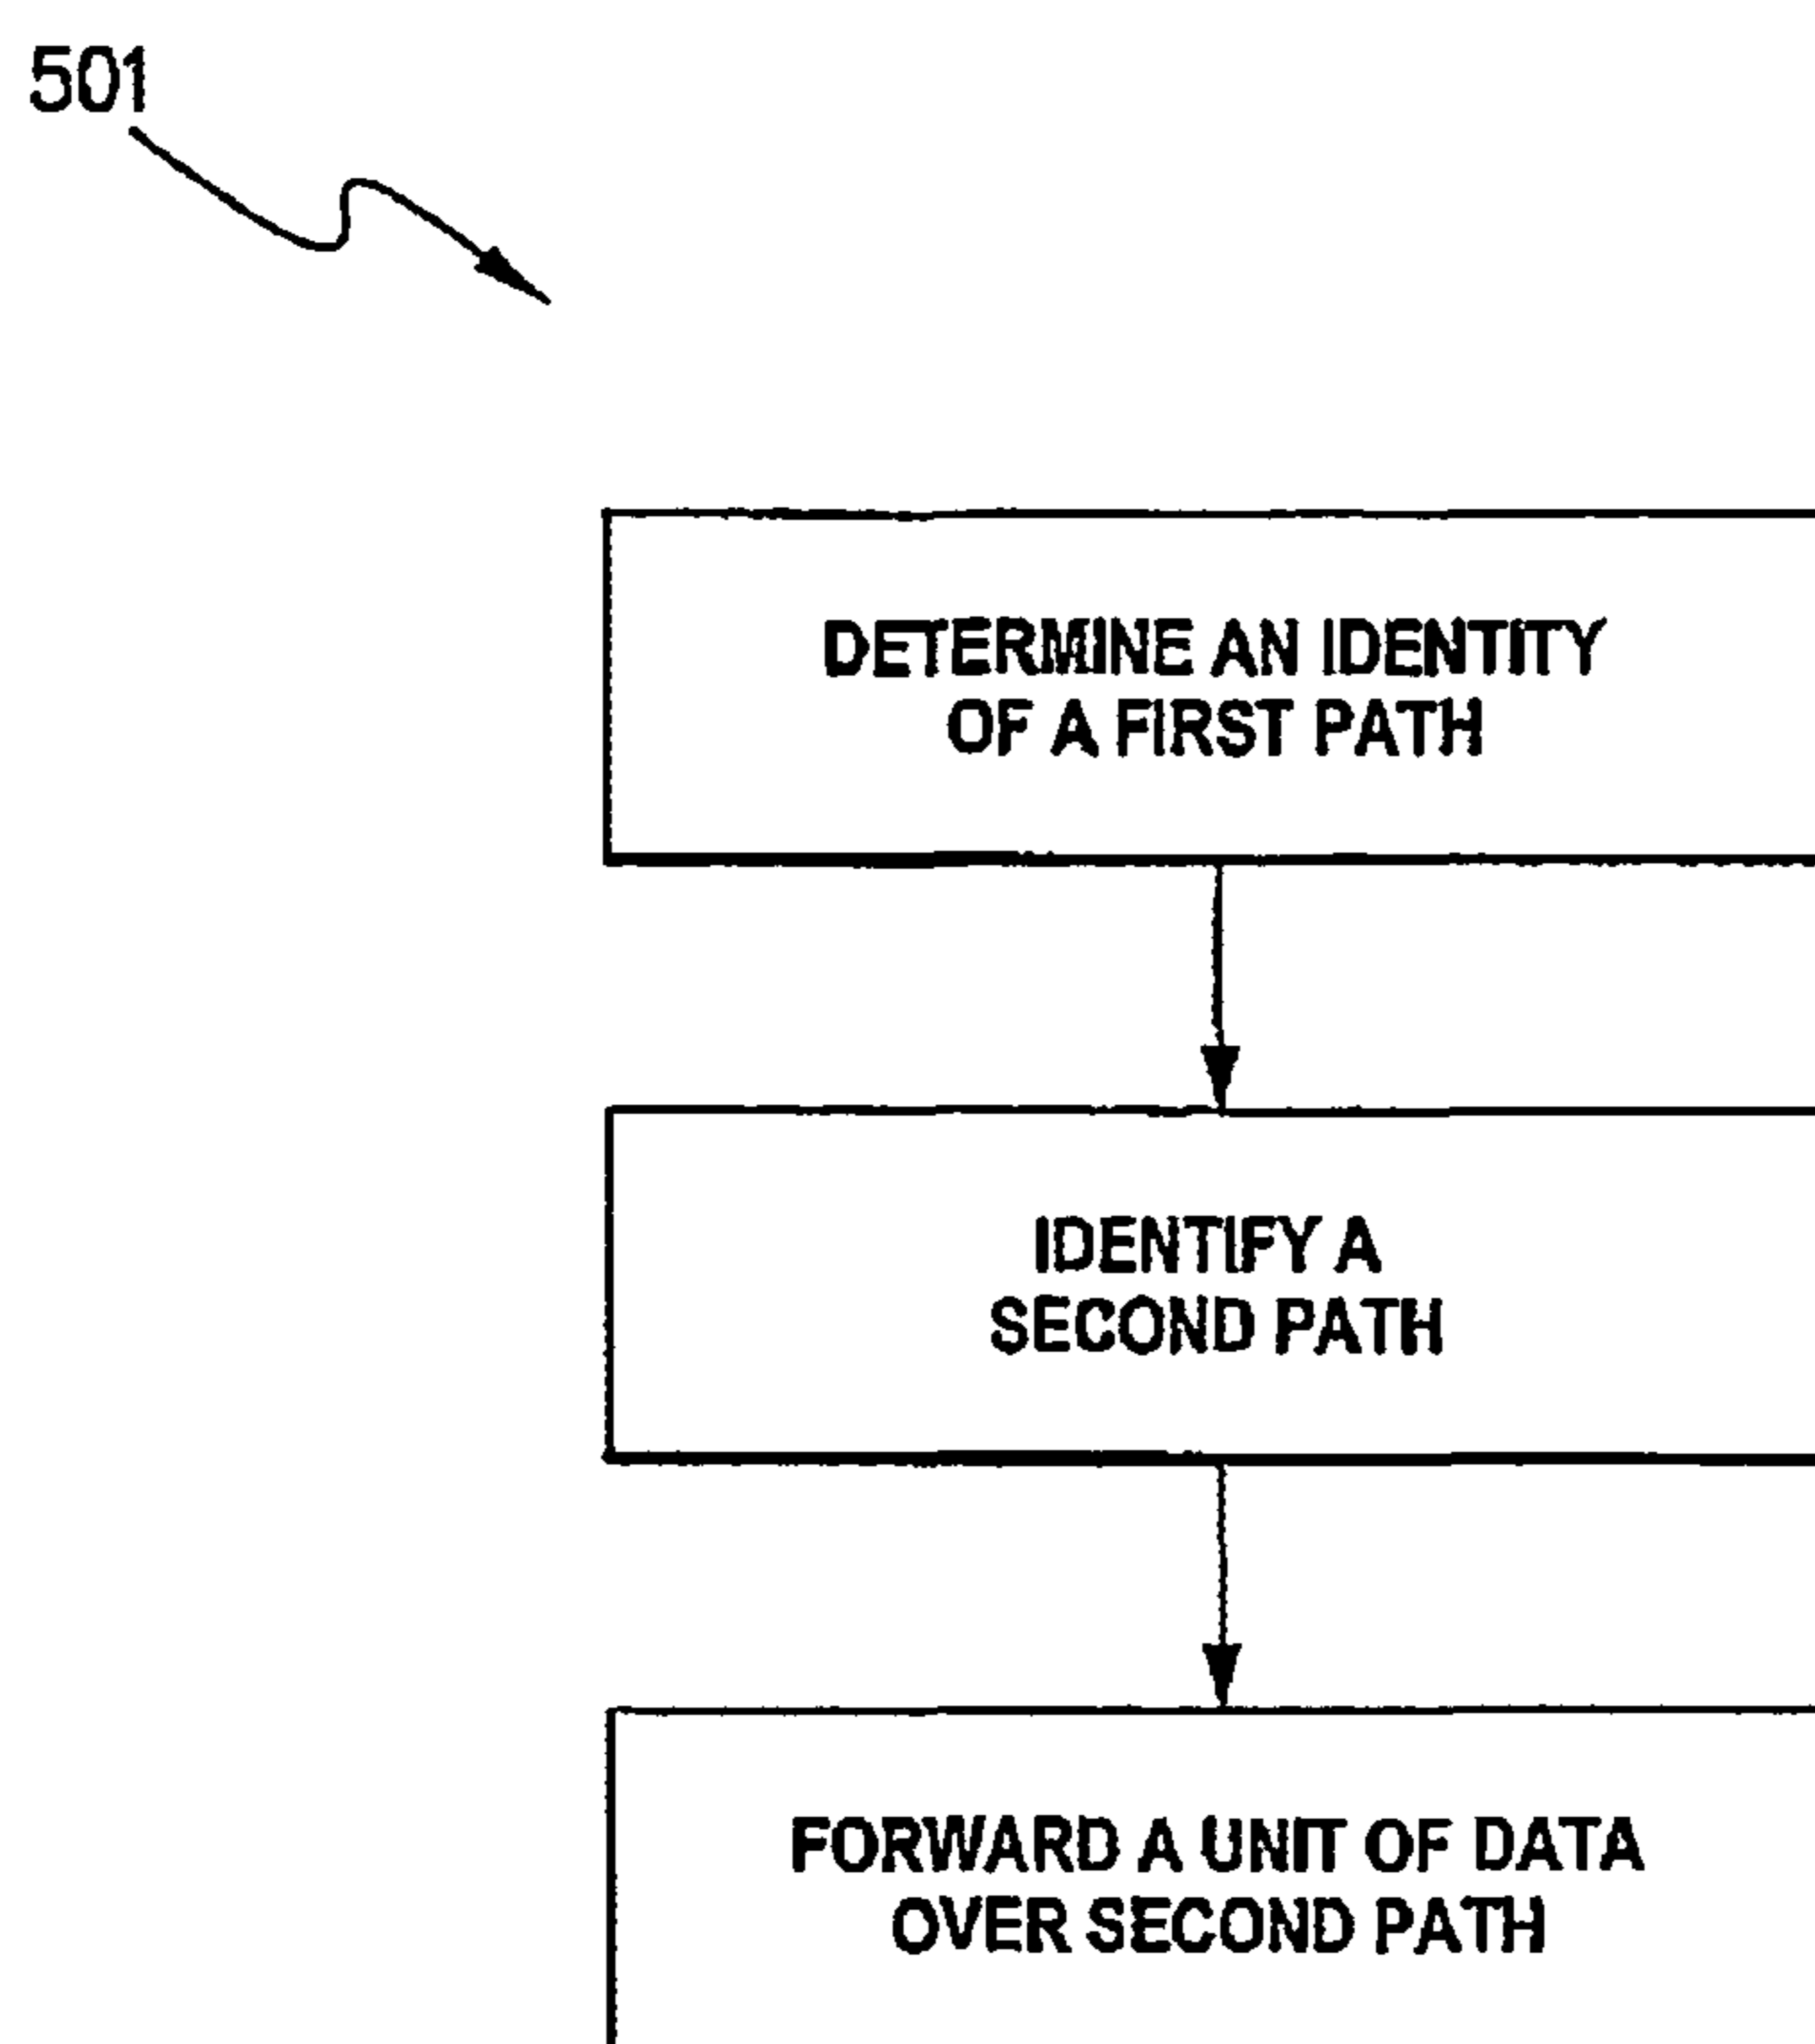 501
DETERMINE AN IDENTITY
OF A FIRST PATH
IDENTIFY A
SECOND PATH
FORWARD A UNIT OF DATA
OVER SECOND PATH